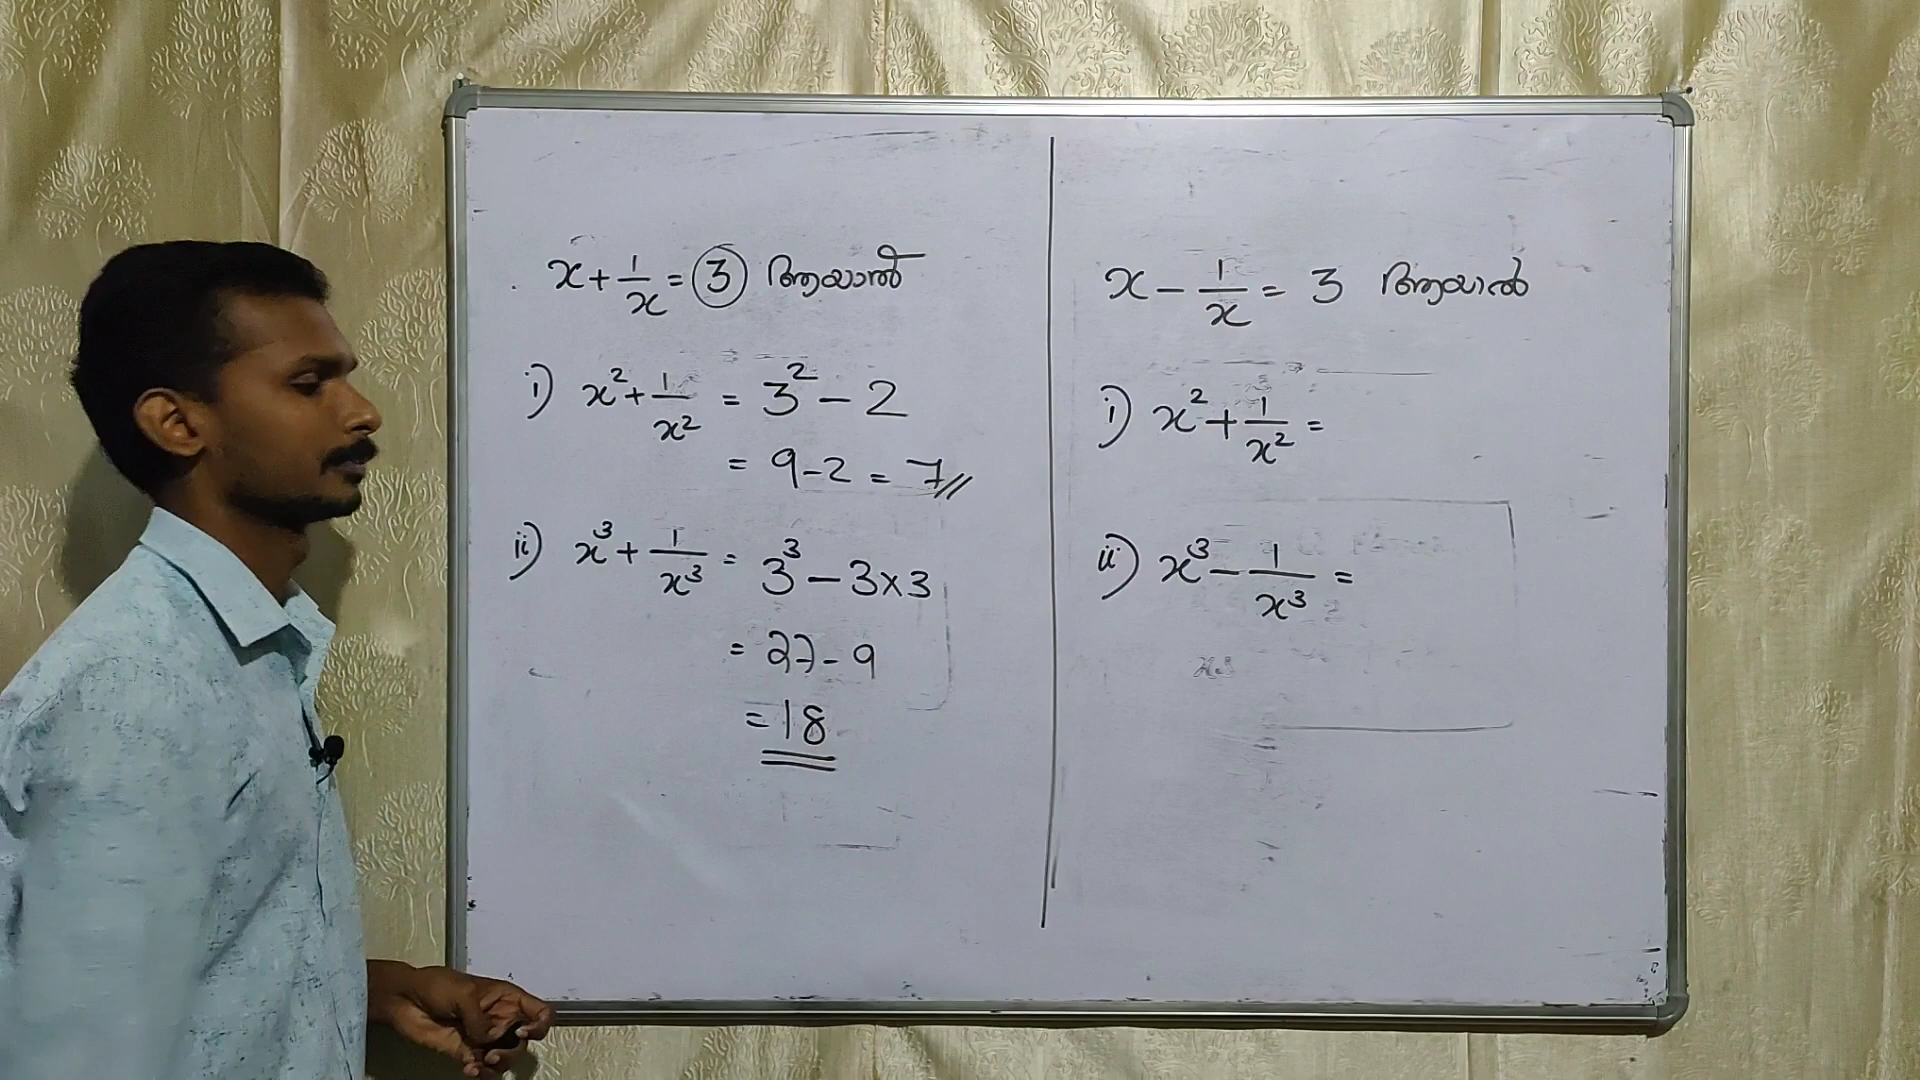 x + 1/x = 3 ആയാൽ
i) x² + 1/x² = 3² - 2
= 9 - 2 = 7//
ii) x³ + 1/x³ = 3³ - 3×3
= 27 - 9
= 18
x - 1/x = 3 ആയാൽ
i) x² + 1/x² =
ii) x³ - 1/x³ =